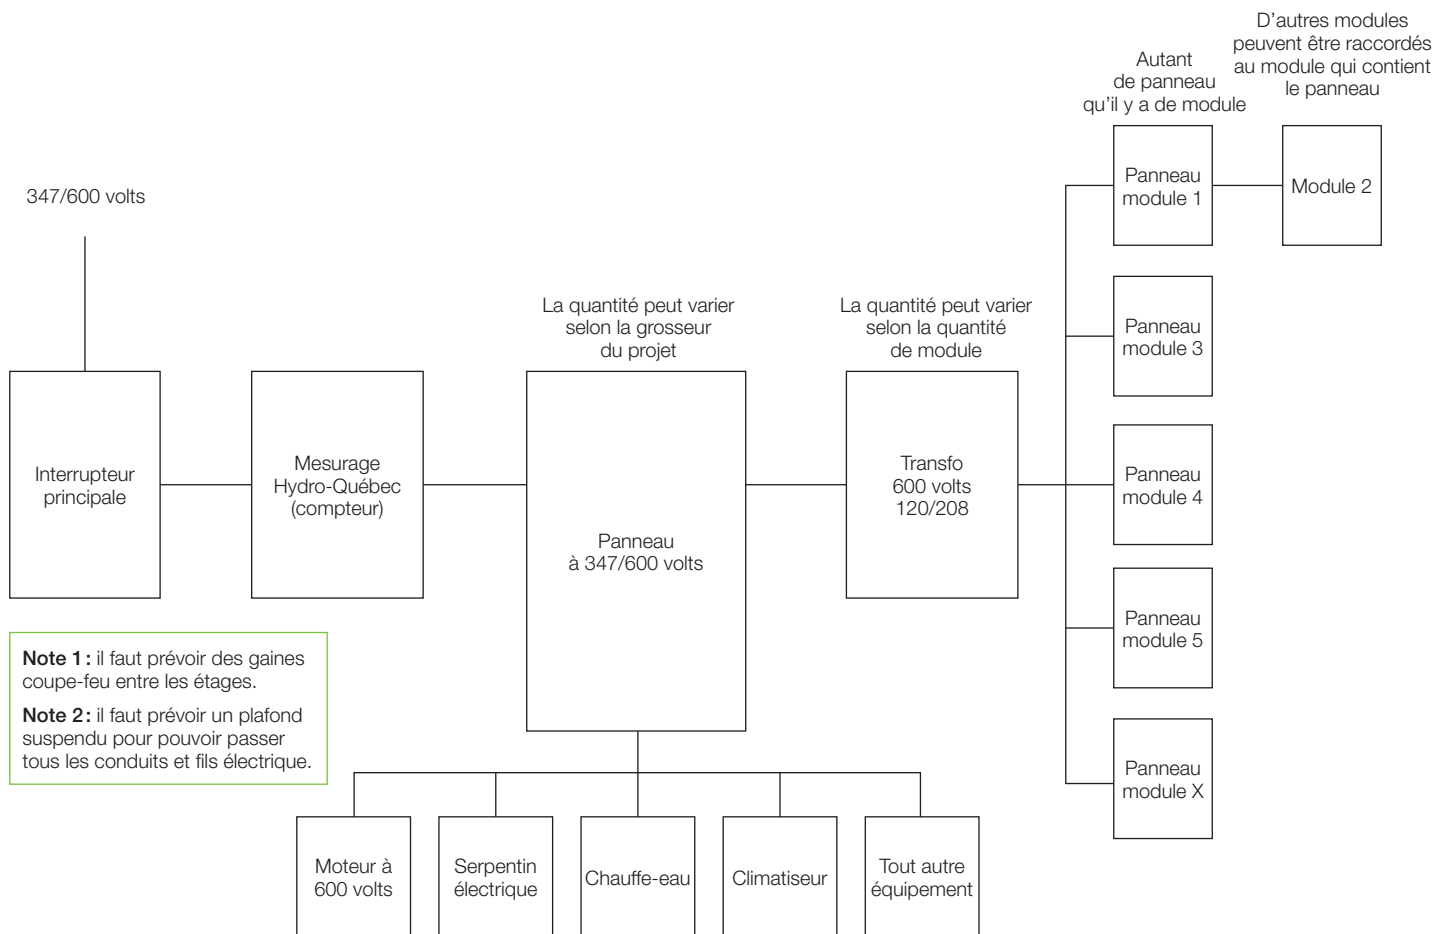 D’autres modules
peuvent être raccordés
au module qui contient
le panneau
Autant
de panneau
qu’il y a de module
Panneau
module 1
Module 2
347/600 volts
La quantité peut varier
selon la grosseur
du projet
La quantité peut varier
selon la quantité
de module
Panneau
module 3
Interrupteur
principale
Mesurage
Hydro-Québec
(compteur)
Panneau
à 347/600 volts
Transfo
600 volts
120/208
Panneau
module 4
Panneau
module 5
Note 1 : il faut prévoir des gaines
coupe-feu entre les étages.
Note 2 : il faut prévoir un plafond
suspendu pour pouvoir passer
tous les conduits et fils électrique.
Panneau
module X
Moteur à
600 volts
Serpentin
électrique
Chauffe-eau
Climatiseur
Tout autre
équipement